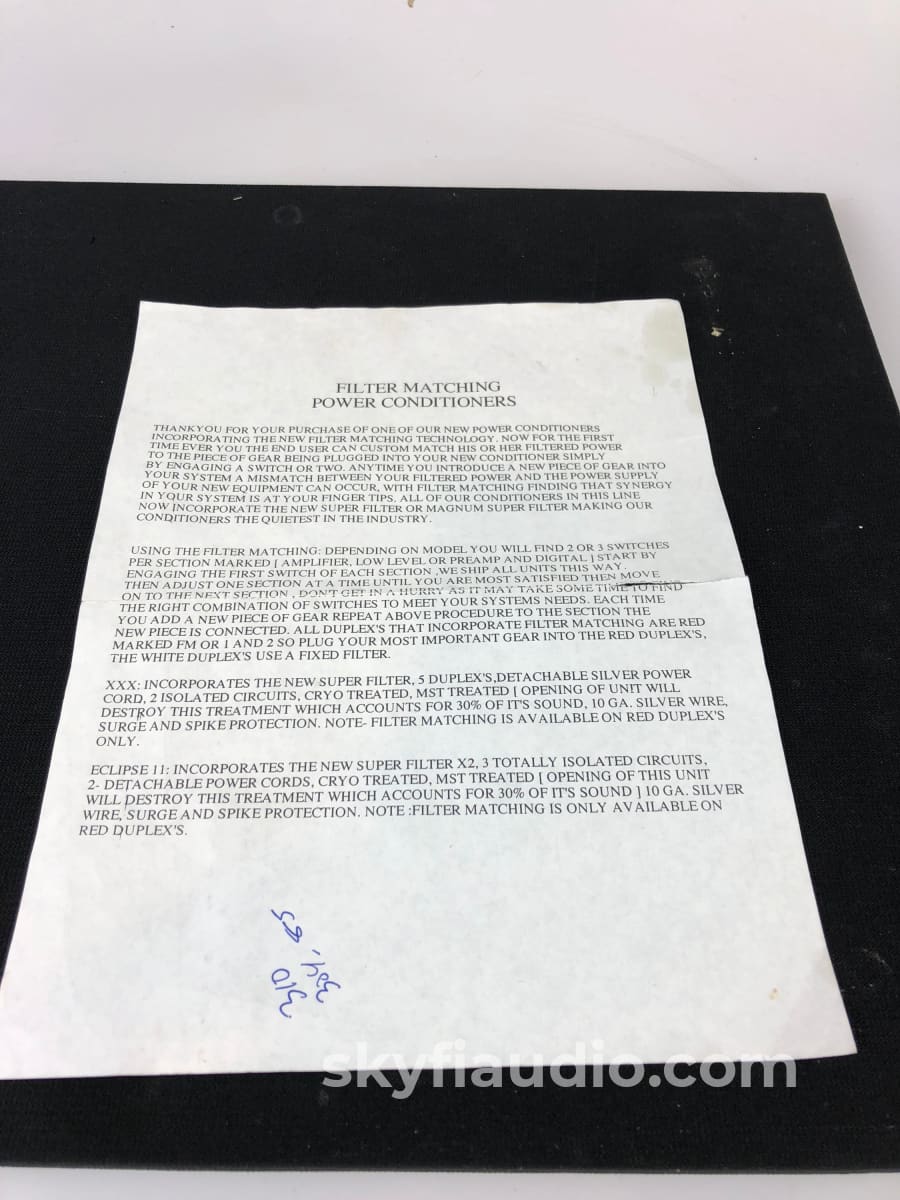 FILTER MATCHING
POWER CONDITIONERS
THANKYOU FOR YOUR PURCHASE OF ONE OF OUR NEW POWER CONDITIONERS
INCORPORATING THE NEW FILTER MATCHING TECHNOLOGY. NOW FOR THE FIRST
TIME EVER YOU THE END USER CAN CUSTOM MATCH HIS OR HER FILTERED POWER
TO THE PIECE OF GEAR BEING PLUGGED INTO YOUR NEW CONDITIONER SIMPLY
BY ENGAGING A SWITCH OR TWO. ANYTIME YOU INTRODUCE A NEW PIECE OF GEAR INTO
YOUR SYSTEM A MISMATCH BETWEEN YOUR FILTERED POWER AND THE POWER SUPPLY
OF YOUR NEW EQUIPMENT CAN OCCUR, WITH FILTER MATCHING FINDING THAT SYNERGY
IN YOUR SYSTEM IS AT YOUR FINGER TIPS. ALL OF OUR CONDITIONERS IN THIS LINE
NOW INCORPORATE THE NEW SUPER FILTER OR MAGNUM SUPER FILTER MAKING OUR
CONDITIONERS THE QUIETEST IN THE INDUSTRY.
USING THE FILTER MATCHING: DEPENDING ON MODEL YOU WILL FIND 2 OR 3 SWITCHES
PER SECTION MARKED [ AMPLIFIER, LOW LEVEL OR PREAMP AND DIGITAL ] START BY
ENGAGING THE FIRST SWITCH OF EACH SECTION ,WE SHIP ALL UNITS THIS WAY.
THEN ADJUST ONE SECTION AT A TIME UNTIL YOU ARE MOST SATISFIED THEN MOVE
ON TO THE NEXT SECTION , DON'T GET IN A HURRY AS IT MAY TAKE SOME TIME TO FIND
THE RIGHT COMBINATION OF SWITCHES TO MEET YOUR SYSTEMS NEEDS. EACH TIME
YOU ADD A NEW PIECE OF GEAR REPEAT ABOVE PROCEDURE TO THE SECTION THE
NEW PIECE IS CONNECTED. ALL DUPLEX'S THAT INCORPORATE FILTER MATCHING ARE RED
MARKED FM OR 1 AND 2 SO PLUG YOUR MOST IMPORTANT GEAR INTO THE RED DUPLEX'S,
THE WHITE DUPLEX'S USE A FIXED FILTER.
XXX: INCORPORATES THE NEW SUPER FILTER, 5 DUPLEX'S,DETACHABLE SILVER POWER
CORD, 2 ISOLATED CIRCUITS, CRYO TREATED, MST TREATED [ OPENING OF UNIT WILL
DESTROY THIS TREATMENT WHICH ACCOUNTS FOR 30% OF IT'S SOUND, 10 GA. SILVER WIRE,
SURGE AND SPIKE PROTECTION. NOTE- FILTER MATCHING IS AVAILABLE ON RED DUPLEX'S
ONLY.
ECLIPSE 11: INCORPORATES THE NEW SUPER FILTER X2, 3 TOTALLY ISOLATED CIRCUITS,
2- DETACHABLE POWER CORDS, CRYO TREATED, MST TREATED [ OPENING OF THIS UNIT
WILL DESTROY THIS TREATMENT WHICH ACCOUNTS FOR 30% OF IT'S SOUND ] 10 GA. SILVER
WIRE, SURGE AND SPIKE PROTECTION. NOTE :FILTER MATCHING IS ONLY AVAILABLE ON
RED DUPLEX'S.
310
skyfiaudio.com